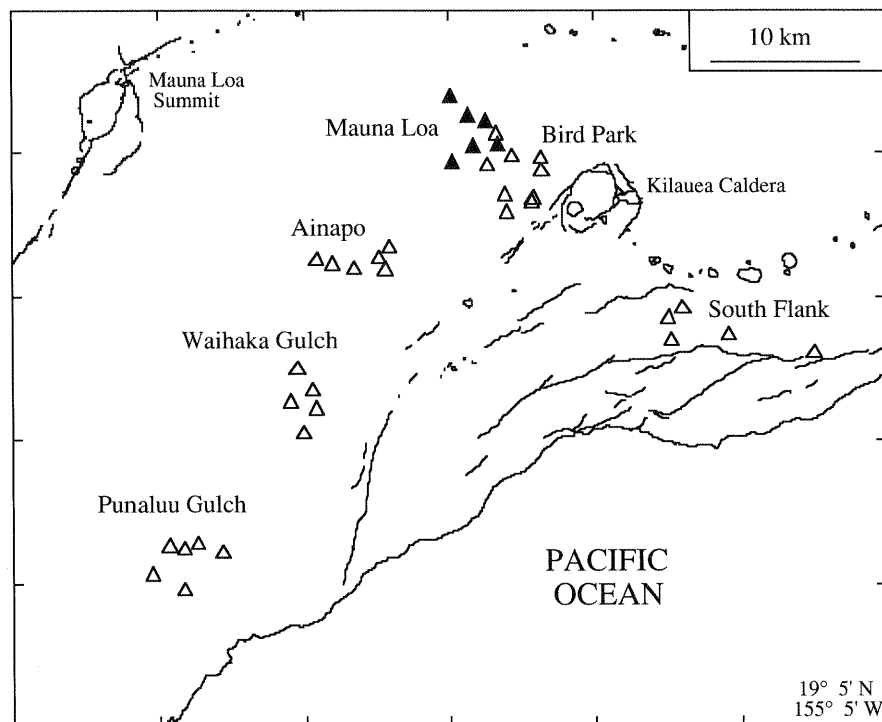 10 km
Mauna Loa
Summit
Mauna Loa
Bird Park
Kilauea Caldera
Ainapo
South Flank
Waihaka Gulch
Punaluu Gulch
PACIFIC
OCEAN
19° 5' N
155° 5' W